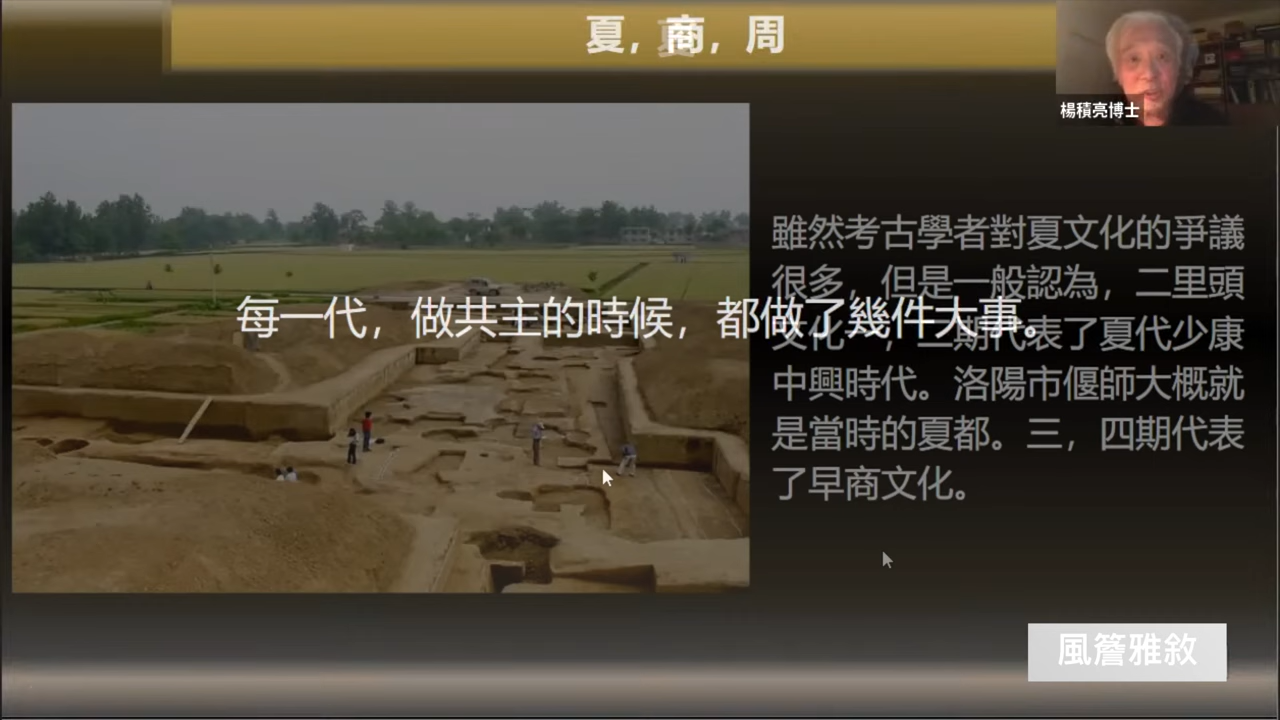 夏，商，周
楊積亮博士
雖然考古學者對夏文化的爭議
很多，但是一般認為，二里頭
每一代，做共主的時候，都做了幾件大事。
文化一，二期代表了夏代少康
中興時代。洛陽市偃師大概就
是當時的夏都。三，四期代表
了早商文化。
風簷雅敘